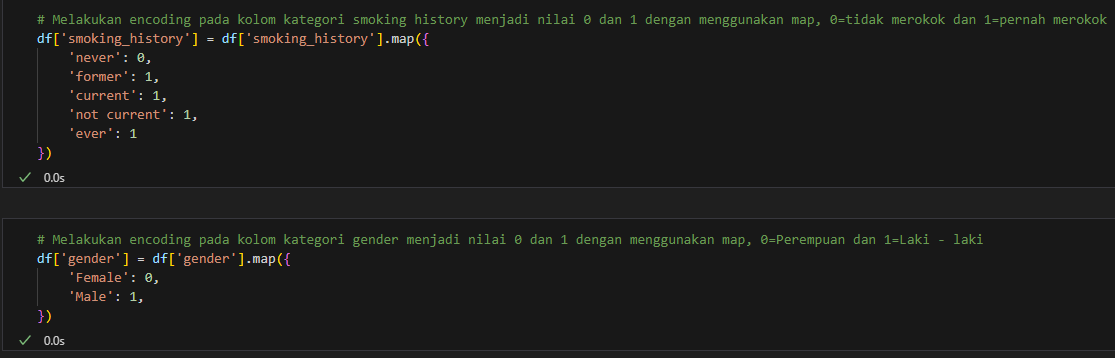 # Melakukan encoding pada kolom kategori smoking history menjadi nilai 0 dan 1 dengan menggunakan map, 0=tidak merokok dan 1=pernah merokok
df['smoking_history'] = df['smoking_history'].map({
    'never': 0,
    'former': 1,
    'current': 1,
    'not current': 1,
    'ever': 1
})
0.0s
# Melakukan encoding pada kolom kategori gender menjadi nilai 0 dan 1 dengan menggunakan map, 0=Perempuan dan 1=Laki - laki
df['gender'] = df['gender'].map({
    'Female': 0,
    'Male': 1,
})
0.0s